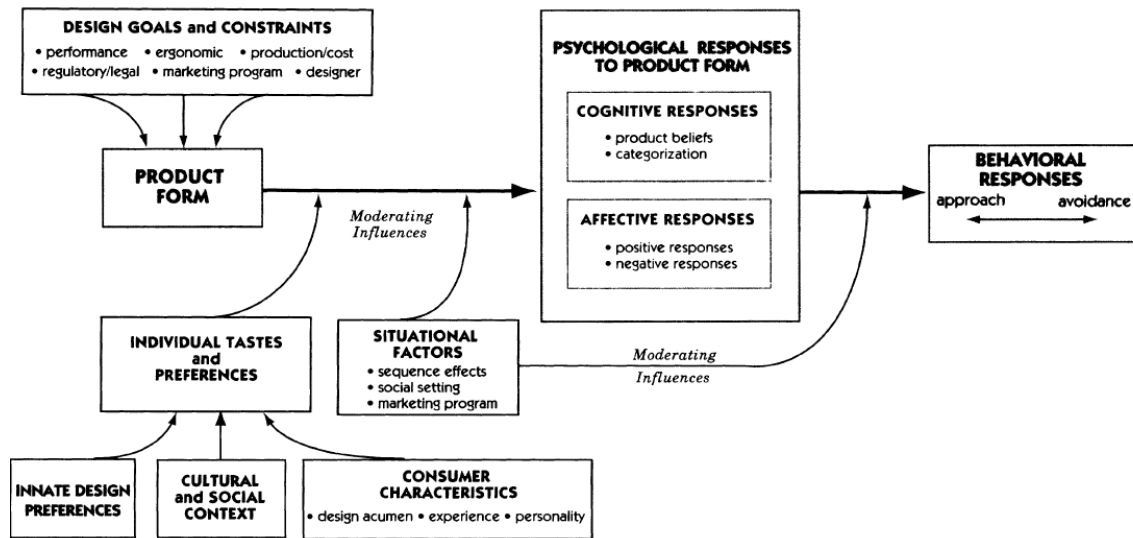 DESIGN GOALS and CONSTRAINTS
• performance • ergonomic • production/cost
• regulatory/legal • marketing program • designer
PRODUCT
FORM
PSYCHOLOGICAL RESPONSES
TO PRODUCT FORM
COGNITIVE RESPONSES
• product beliefs
• categorization
AFFECTIVE RESPONSES
• positive responses
• negative responses
BEHAVIORAL
RESPONSES
approach avoidance
Moderating
Influences
INDIVIDUAL TASTES
and
PREFERENCES
SITUATIONAL
FACTORS
• sequence effects
• social setting
• marketing program
Moderating
Influences
INNATE DESIGN
PREFERENCES
CULTURAL
and SOCIAL
CONTEXT
CONSUMER
CHARACTERISTICS
• design acumen • experience • personality